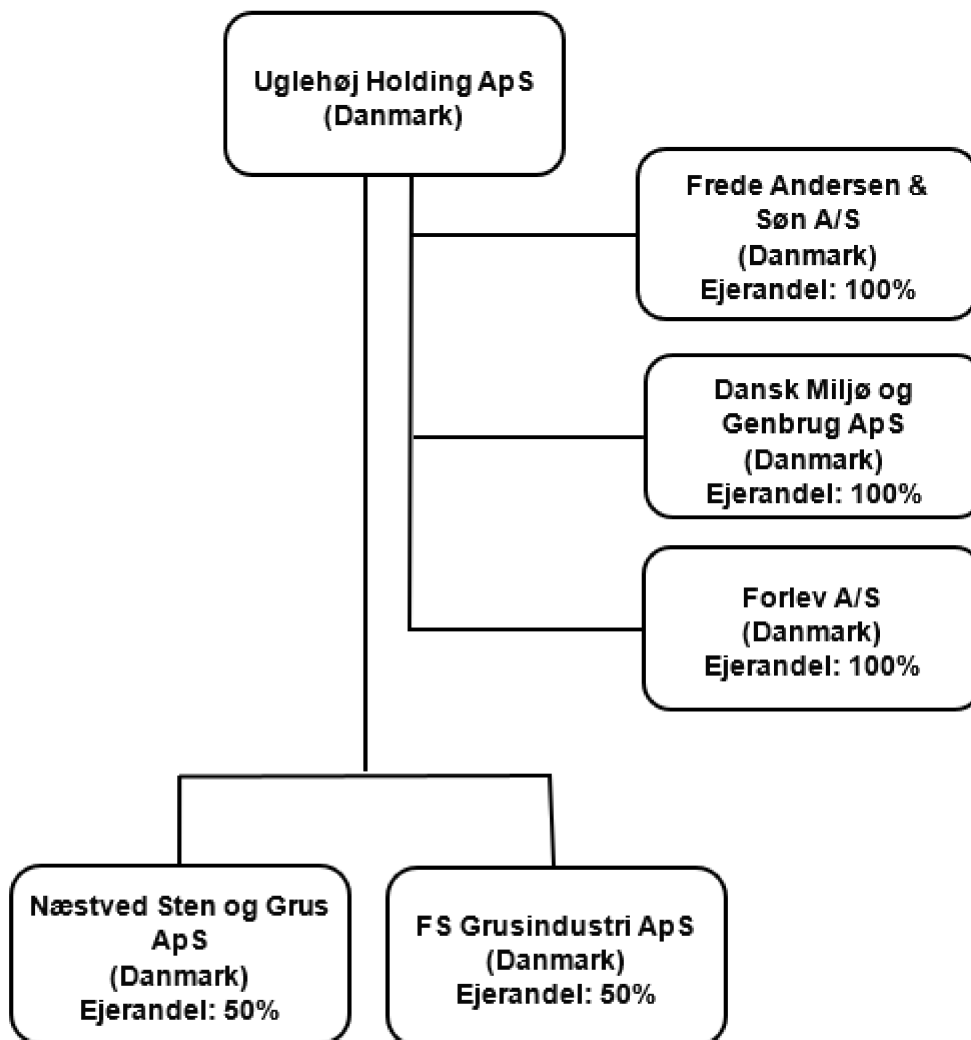 Uglehøj Holding ApS
(Danmark)
Frede Andersen &
Søn A/S
(Danmark)
Ejerandel: 100%
Dansk Miljø og
Genbrug ApS
(Danmark)
Ejerandel: 100%
Forlev A/S
(Danmark)
Ejerandel: 100%
Næstved Sten og Grus
ApS
(Danmark)
Ejerandel: 50%
FS Grusindustri ApS
(Danmark)
Ejerandel: 50%